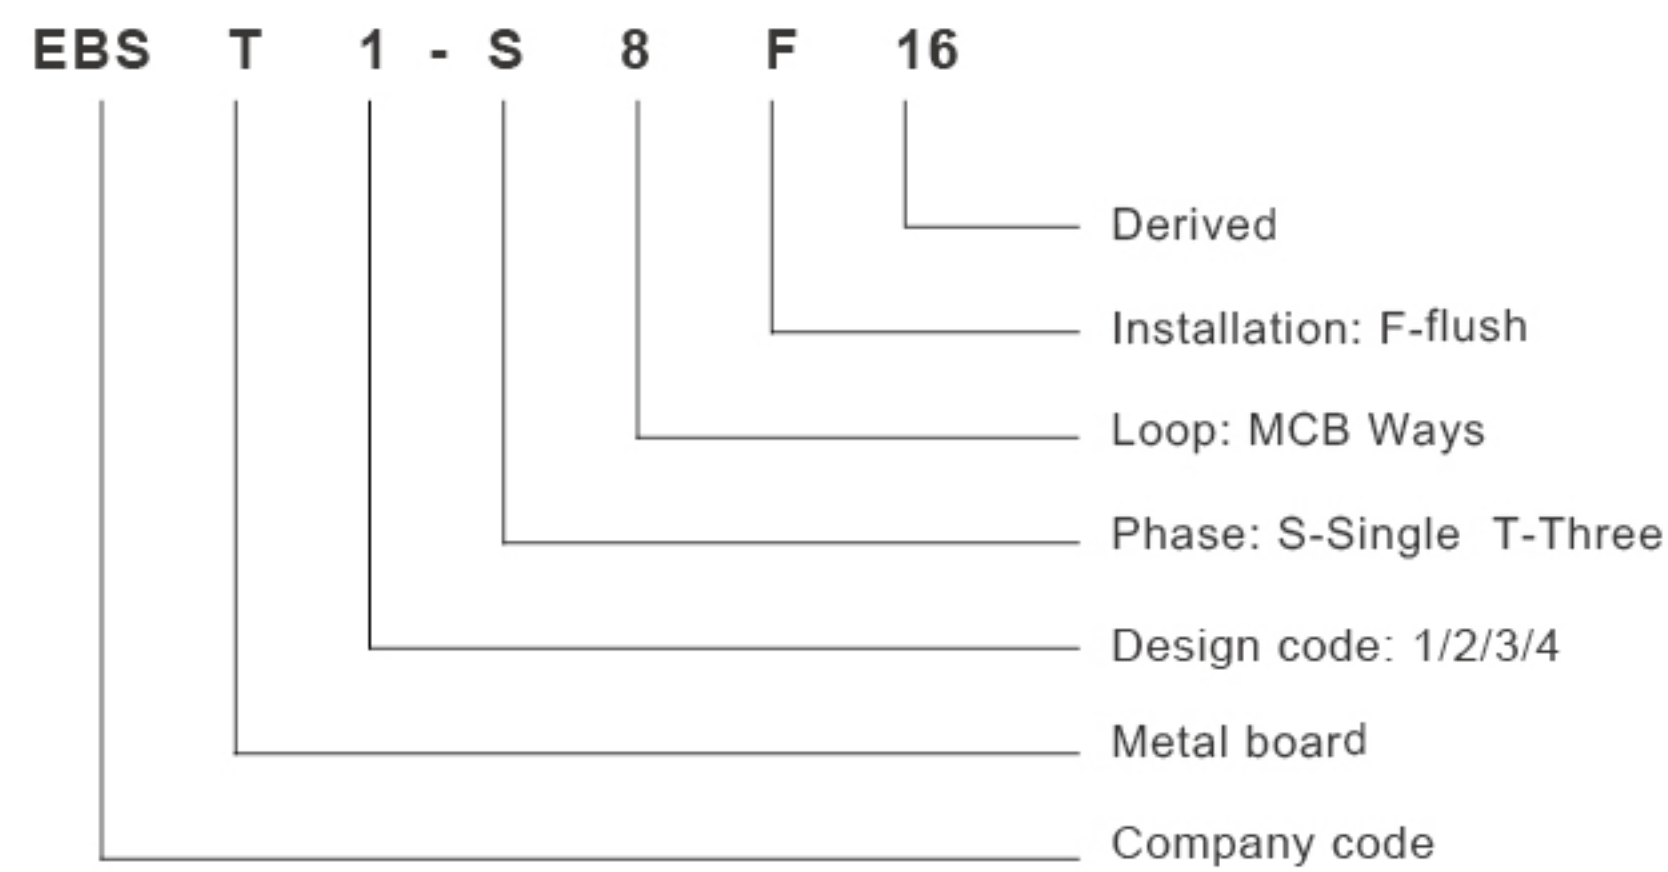 EBS T 1 - S 8 F 16
Derived
Installation: F-flush
Loop: MCB Ways
Phase: S-Single T-Three
Design code: 1/2/3/4
Metal board
Company code